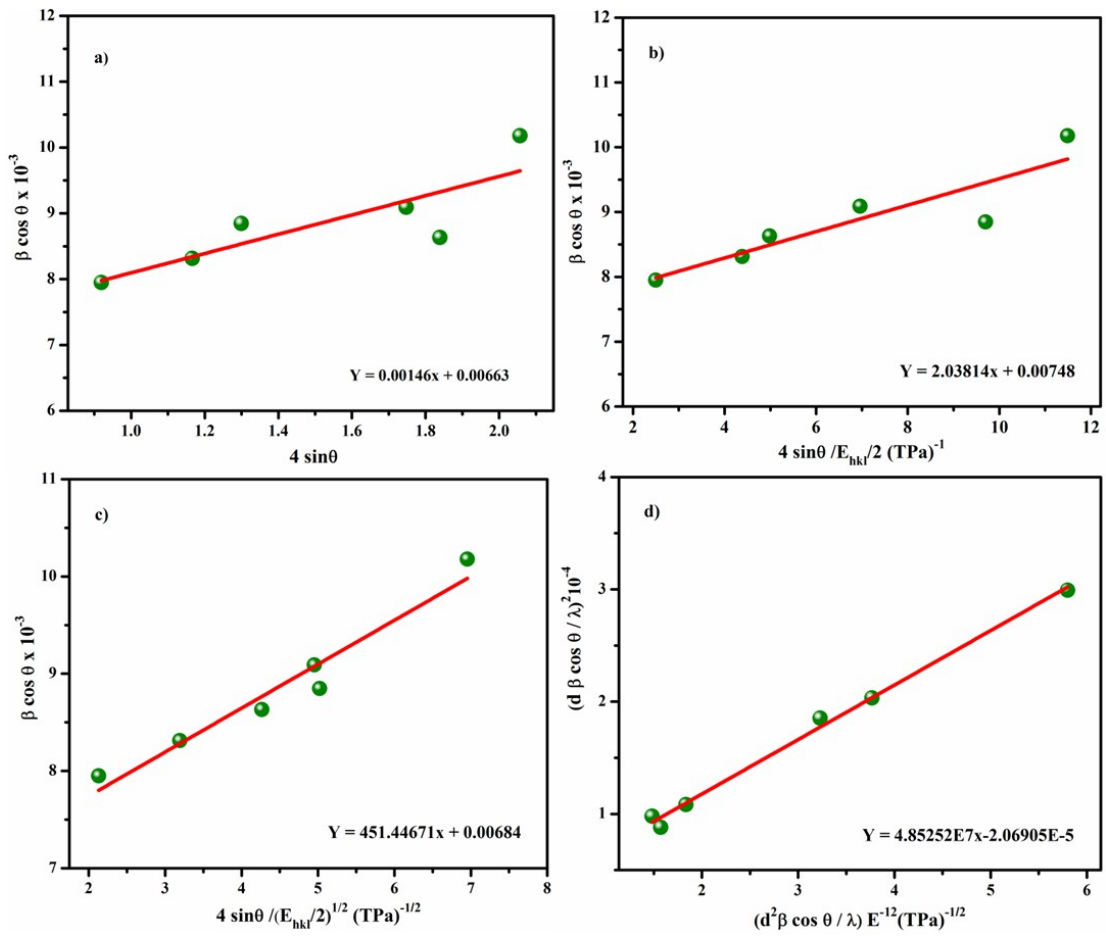 a)
12
11
10
9
8
7
6
β cos θ x 10⁻³
1.0 1.2 1.4 1.6 1.8 2.0
4 sinθ
Y = 0.00146x + 0.00663
b)
12
11
10
9
8
7
6
β cos θ x 10⁻³
2 4 6 8 10 12
4 sinθ /E_hkl/2 (TPa)⁻¹
Y = 2.03814x + 0.00748
c)
11
10
9
8
7
β cos θ x 10⁻³
2 3 4 5 6 7 8
4 sinθ /(E_hkl/2)^1/2 (TPa)^-1/2
Y = 451.44671x + 0.00684
d)
4
3
2
1
(d β cos θ / λ)²10⁻⁴
2 3 4 5 6
(d²β cos θ / λ) E⁻¹²(TPa)^-1/2
Y = 4.85252E7x-2.06905E-5